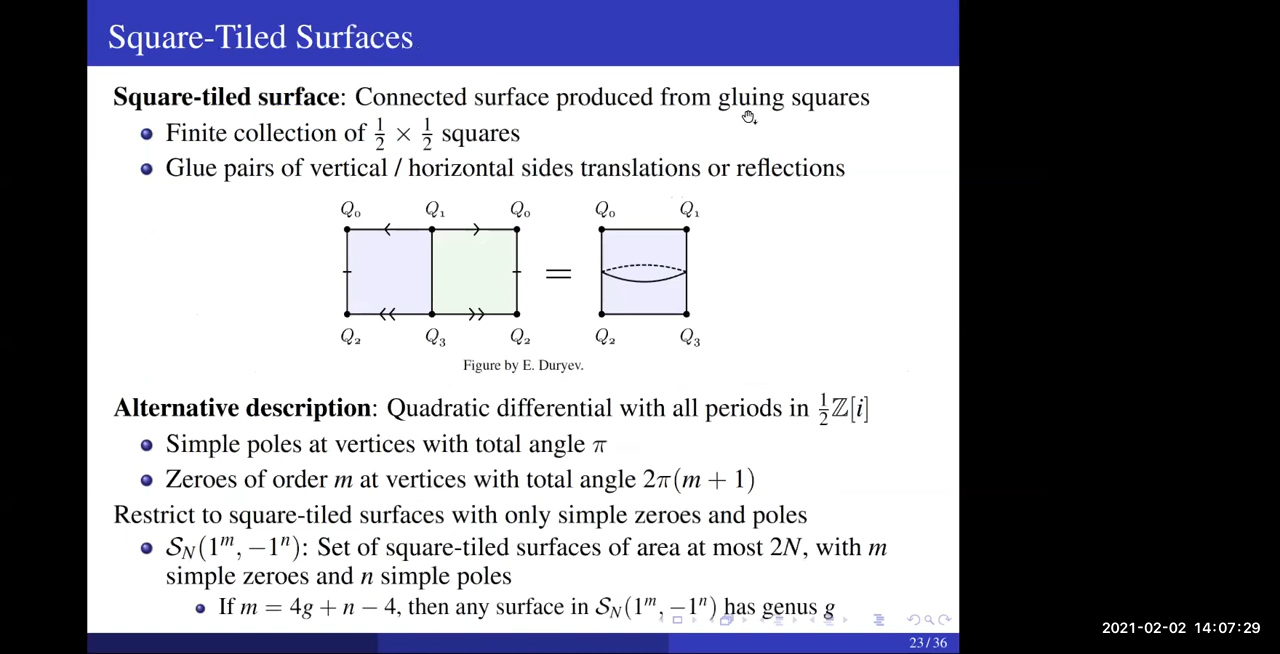 Square-Tiled Surfaces
Square-tiled surface: Connected surface produced from gluing squares
Finite collection of 1/2 × 1/2 squares
Glue pairs of vertical / horizontal sides translations or reflections
Q₀ Q₁ Q₀ Q₀ Q₁
=
Q₂ Q₃ Q₂ Q₂ Q₃
Figure by E. Duryev.
Alternative description: Quadratic differential with all periods in 1/2ℤ[i]
Simple poles at vertices with total angle π
Zeroes of order m at vertices with total angle 2π(m + 1)
Restrict to square-tiled surfaces with only simple zeroes and poles
𝒮_N(1^m, −1^n): Set of square-tiled surfaces of area at most 2N, with m
simple zeroes and n simple poles
If m = 4g + n − 4, then any surface in 𝒮_N(1^m, −1^n) has genus g
23/36
2021-02-02 14:07:29